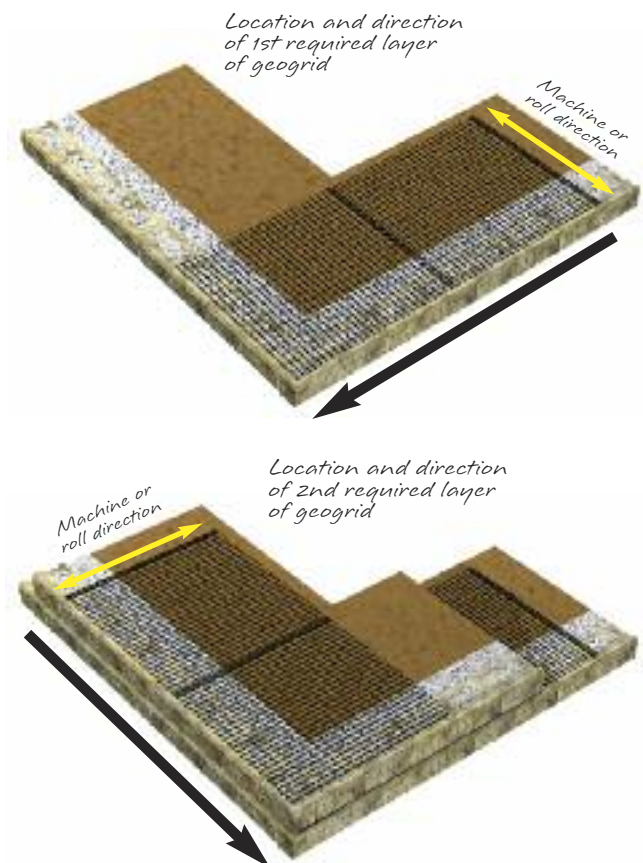 Location and direction
of 1st required layer
of geogrid
Machine or
roll direction
Location and direction
of 2nd required layer
of geogrid
Machine or
roll direction